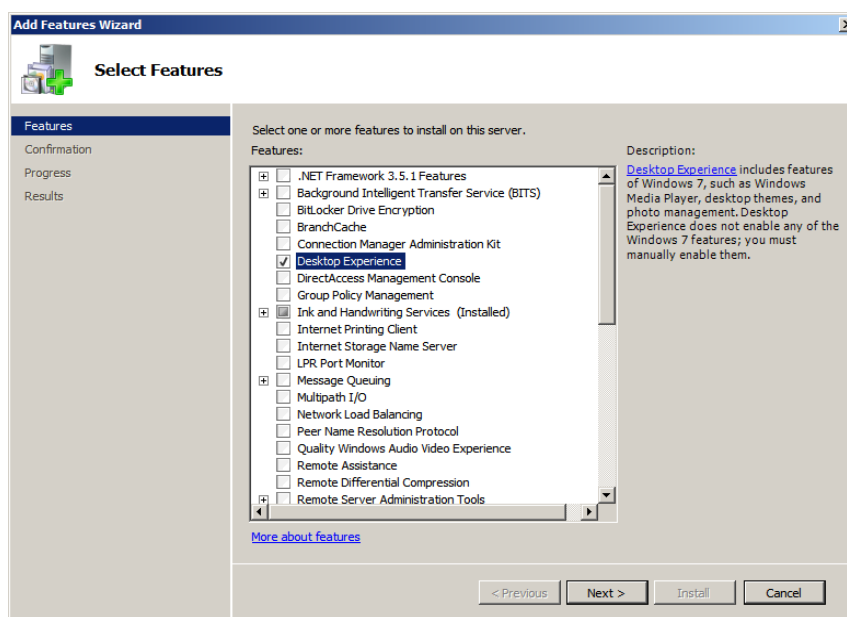 Add Features Wizard
Select Features
Features
Confirmation
Progress
Results
Select one or more features to install on this server.
Features:
.NET Framework 3.5.1 Features
Background Intelligent Transfer Service (BITS)
BitLocker Drive Encryption
BranchCache
Connection Manager Administration Kit
Desktop Experience
DirectAccess Management Console
Group Policy Management
Ink and Handwriting Services (Installed)
Internet Printing Client
Internet Storage Name Server
LPR Port Monitor
Message Queuing
Multipath I/O
Network Load Balancing
Peer Name Resolution Protocol
Quality Windows Audio Video Experience
Remote Assistance
Remote Differential Compression
Remote Server Administration Tools
More about features
Description:
Desktop Experience includes features
of Windows 7, such as Windows
Media Player, desktop themes, and
photo management. Desktop
Experience does not enable any of the
Windows 7 features; you must
manually enable them.
< Previous
Next >
Install
Cancel